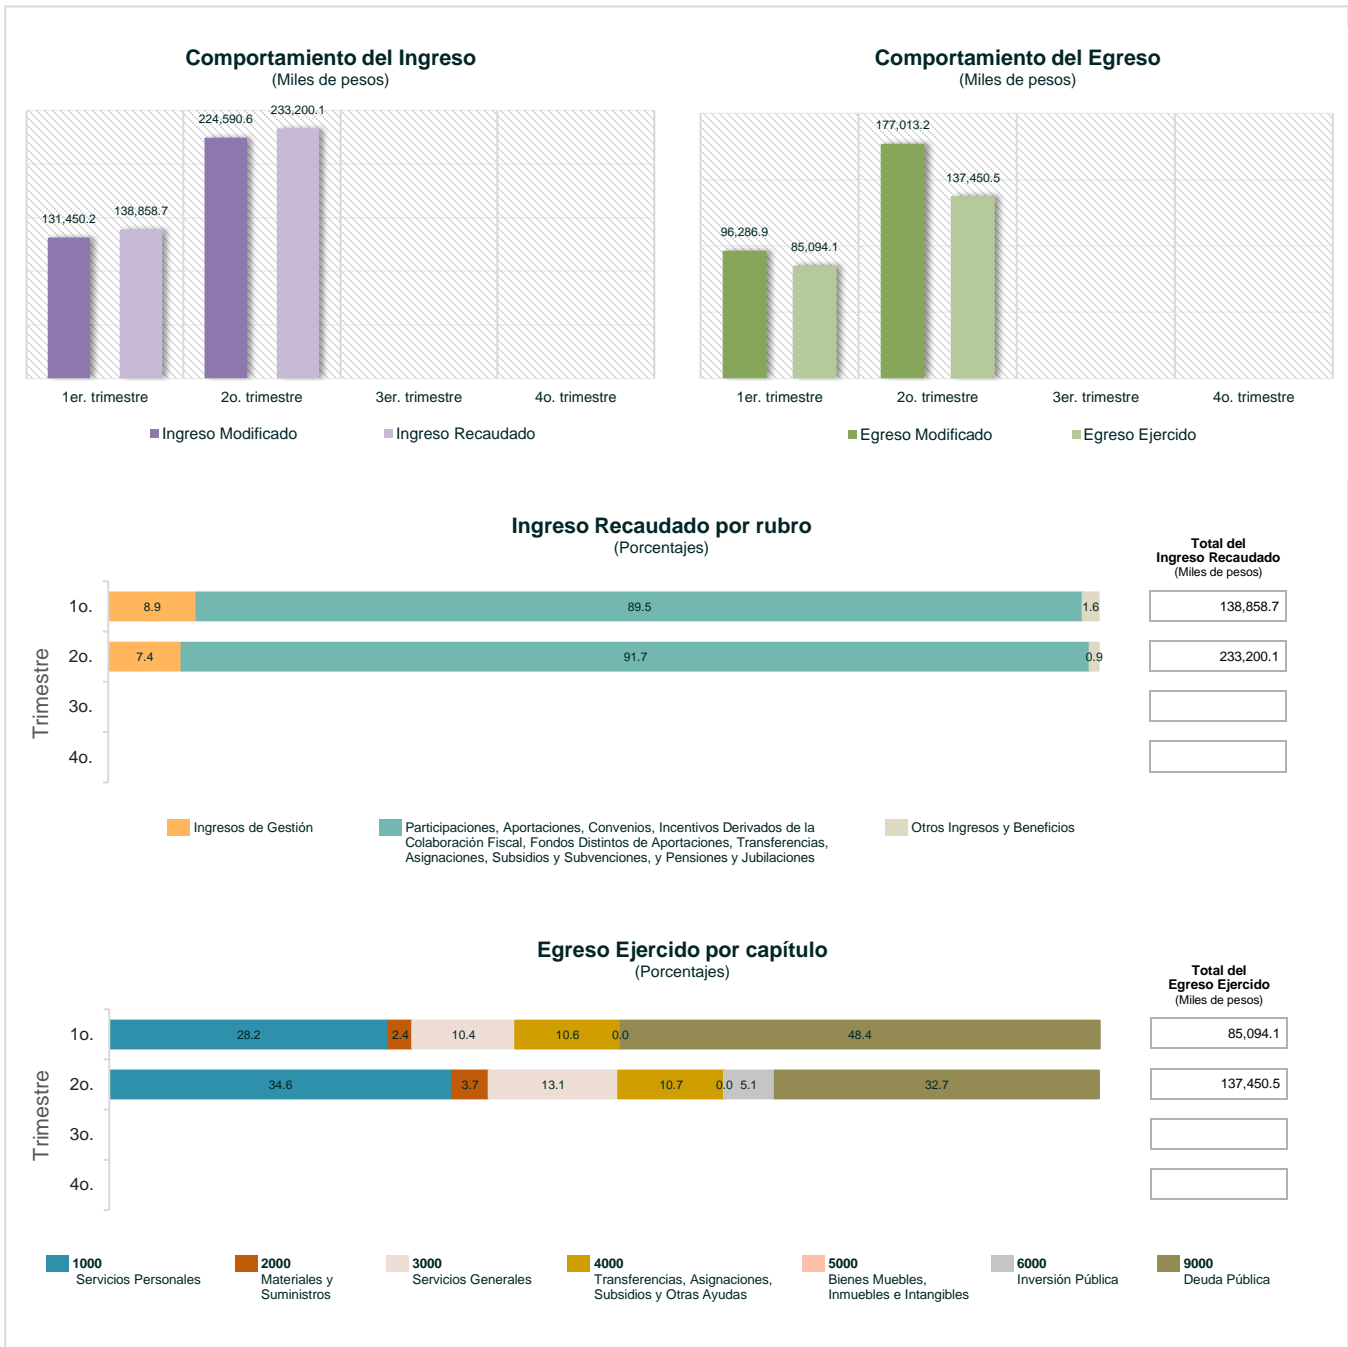 Comportamiento del Ingreso
(Miles de pesos)
131,450.2
138,858.7
224,590.6
233,200.1
1er. trimestre
2o. trimestre
3er. trimestre
4o. trimestre
Ingreso Modificado
Ingreso Recaudado
Comportamiento del Egreso
(Miles de pesos)
96,286.9
85,094.1
177,013.2
137,450.5
1er. trimestre
2o. trimestre
3er. trimestre
4o. trimestre
Egreso Modificado
Egreso Ejercido
Ingreso Recaudado por rubro
(Porcentajes)
Total del
Ingreso Recaudado
(Miles de pesos)
Trimestre
1o.
8.9
89.5
1.6
138,858.7
2o.
7.4
91.7
0.9
233,200.1
3o.
4o.
Ingresos de Gestión
Participaciones, Aportaciones, Convenios, Incentivos Derivados de la
Colaboración Fiscal, Fondos Distintos de Aportaciones, Transferencias,
Asignaciones, Subsidios y Subvenciones, y Pensiones y Jubilaciones
Otros Ingresos y Beneficios
Egreso Ejercido por capítulo
(Porcentajes)
Total del
Egreso Ejercido
(Miles de pesos)
Trimestre
1o.
28.2
2.4
10.4
10.6
0.0
48.4
85,094.1
2o.
34.6
3.7
13.1
10.7
0.0
5.1
32.7
137,450.5
3o.
4o.
1000
Servicios Personales
2000
Materiales y
Suministros
3000
Servicios Generales
4000
Transferencias, Asignaciones,
Subsidios y Otras Ayudas
5000
Bienes Muebles,
Inmuebles e Intangibles
6000
Inversión Pública
9000
Deuda Pública